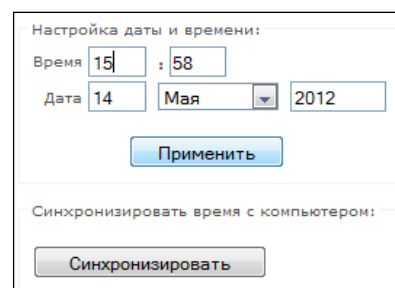 Настройка даты и времени:
Время 15 : 58
Дата 14 Мая 2012
Применить
Синхронизировать время с компьютером:
Синхронизировать